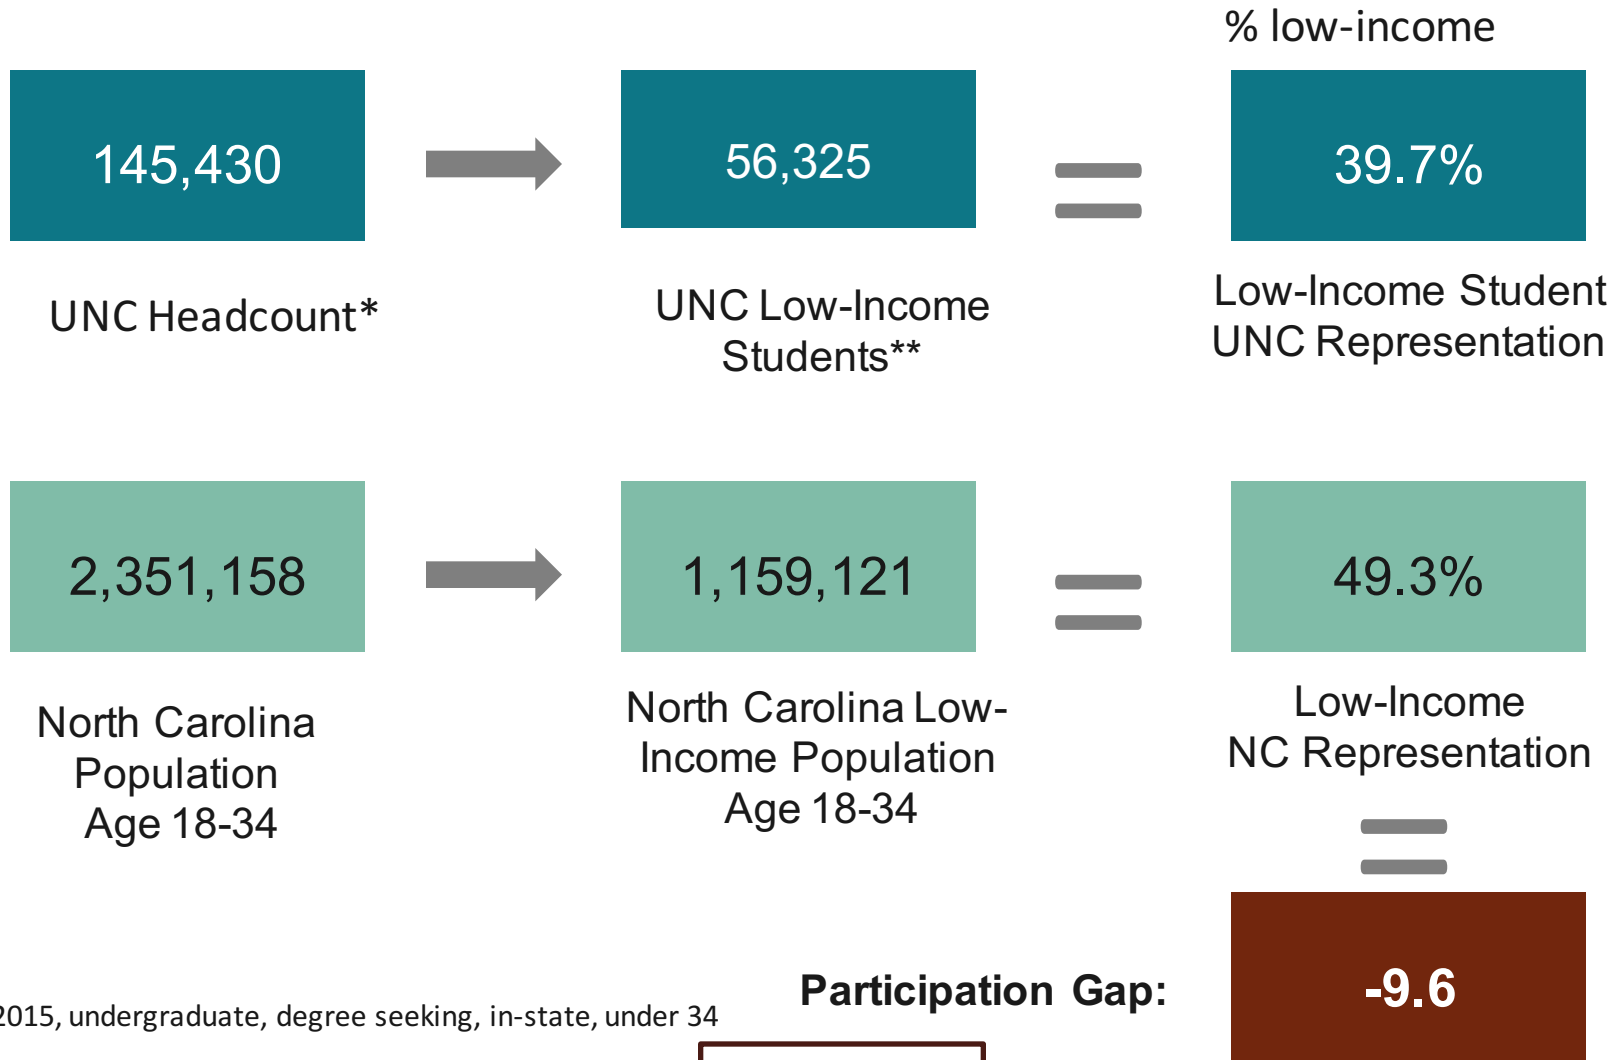 % low-income
145,430
56,325
39.7%
UNC Headcount*
UNC Low-Income
Students**
Low-Income Student
UNC Representation
2,351,158
1,159,121
49.3%
North Carolina
Population
Age 18-34
North Carolina Low-
Income Population
Age 18-34
Low-Income
NC Representation
Participation Gap:
-9.6
2015, undergraduate, degree seeking, in-state, under 34